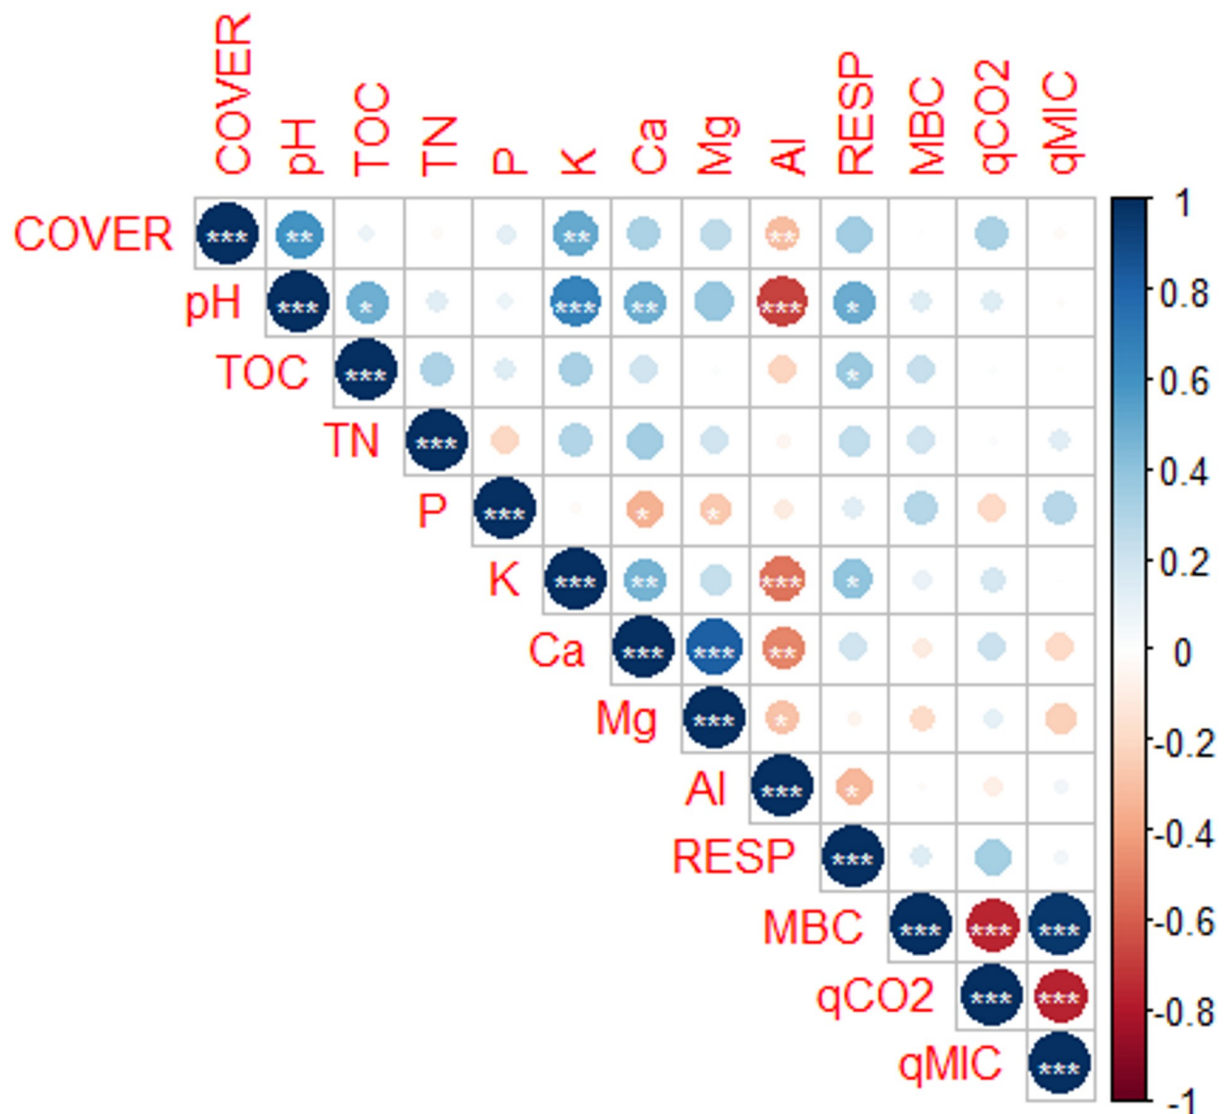 COVER pH TOC TN P K Ca Mg Al RESP MBC qCO2 qMIC
COVER *** ** ** ** 1
pH *** * *** ** *** * 0.8
TOC *** * 0.6
TN *** 0.4
P *** * * 0.2
K *** ** *** * 0
Ca *** *** ** -0.2
Mg *** * -0.4
Al *** * -0.6
RESP *** -0.8
MBC *** *** *** -1
qCO2 *** ***
qMIC ***